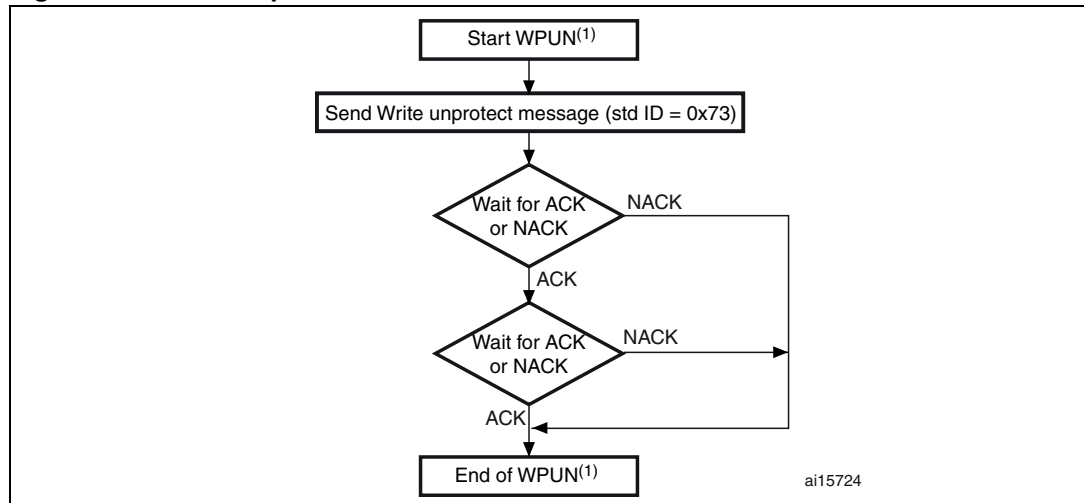 Start WPUN(1)
Send Write unprotect message (std ID = 0x73)
Wait for ACK
or NACK
NACK
ACK
Wait for ACK
or NACK
NACK
ACK
End of WPUN(1)
ai15724